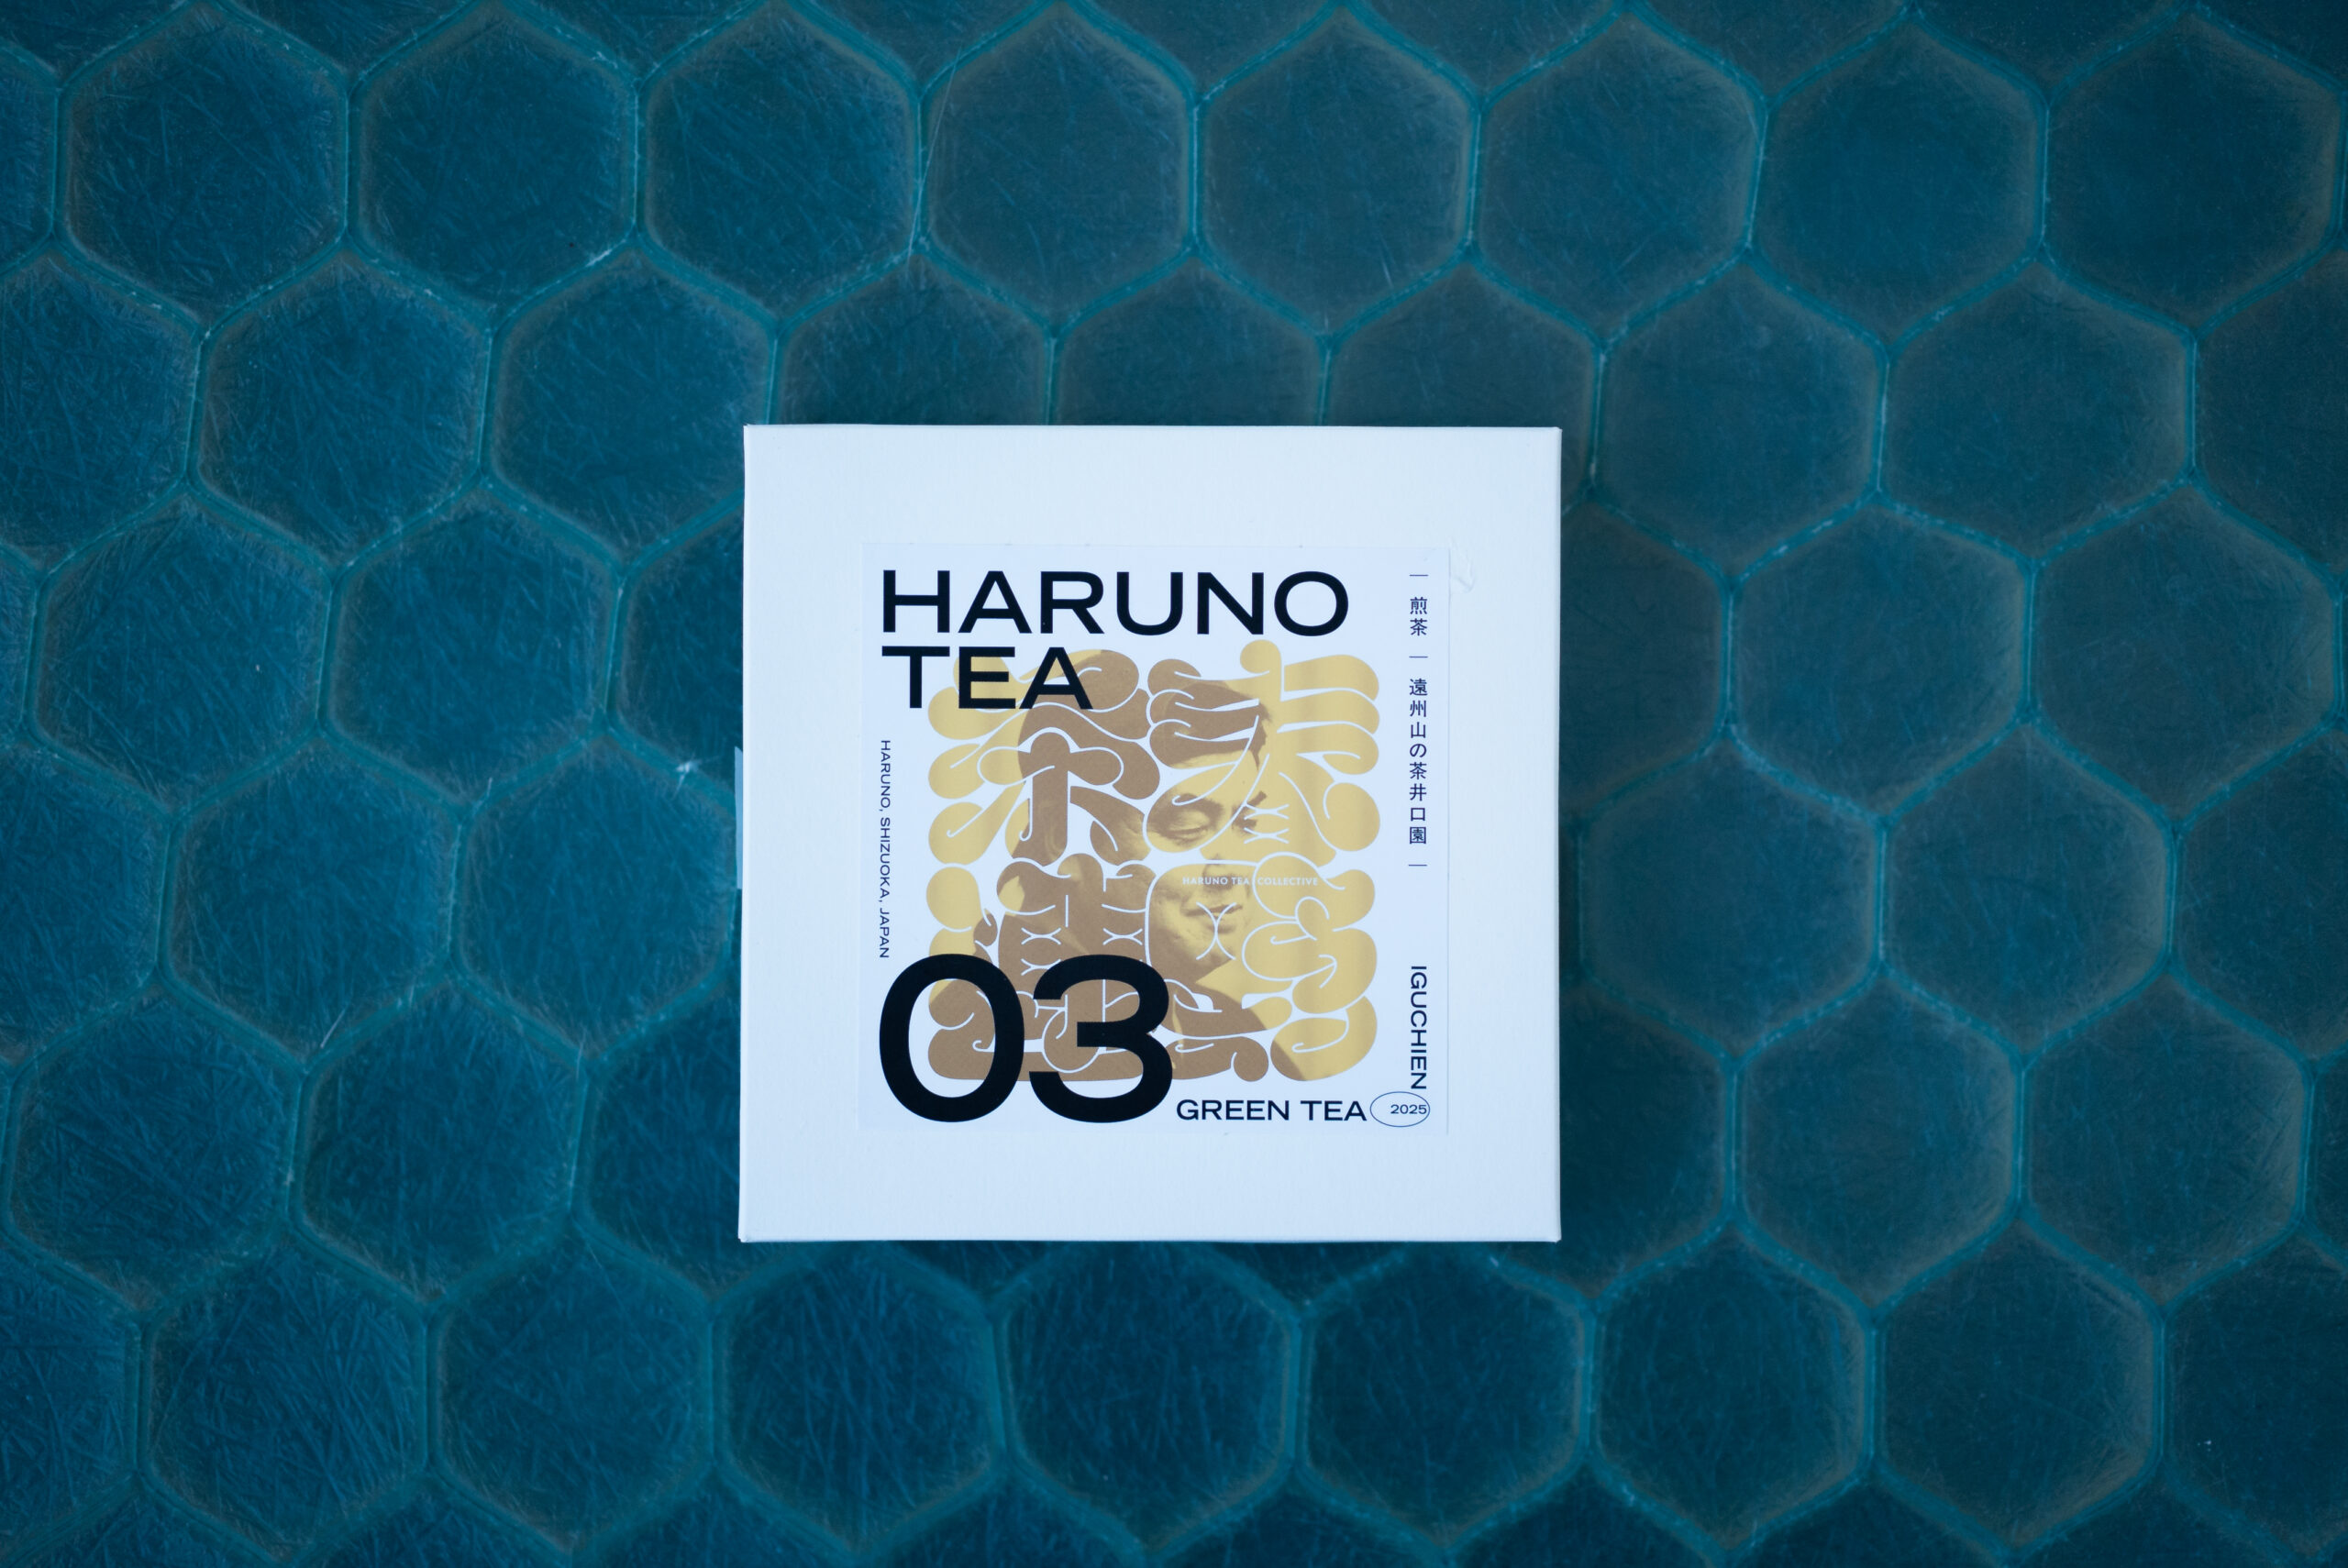 HARUNO
TEA
煎茶
遠州山の茶井口園
HARUNO, SHIZUOKA, JAPAN
HARUNO TEA COLLECTIVE
IGUCHIEN
03
GREEN TEA
2025